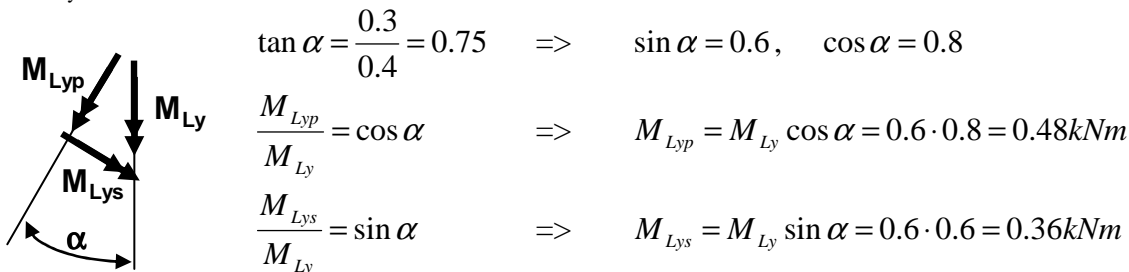 tan α = 0.3/0.4 = 0.75 => sin α = 0.6, cos α = 0.8
M_Lyp
M_Ly
M_Lyp/M_Ly = cos α => M_Lyp = M_Ly cos α = 0.6·0.8 = 0.48kNm
M_Lys
α
M_Lys/M_Ly = sin α => M_Lys = M_Ly sin α = 0.6·0.6 = 0.36kNm